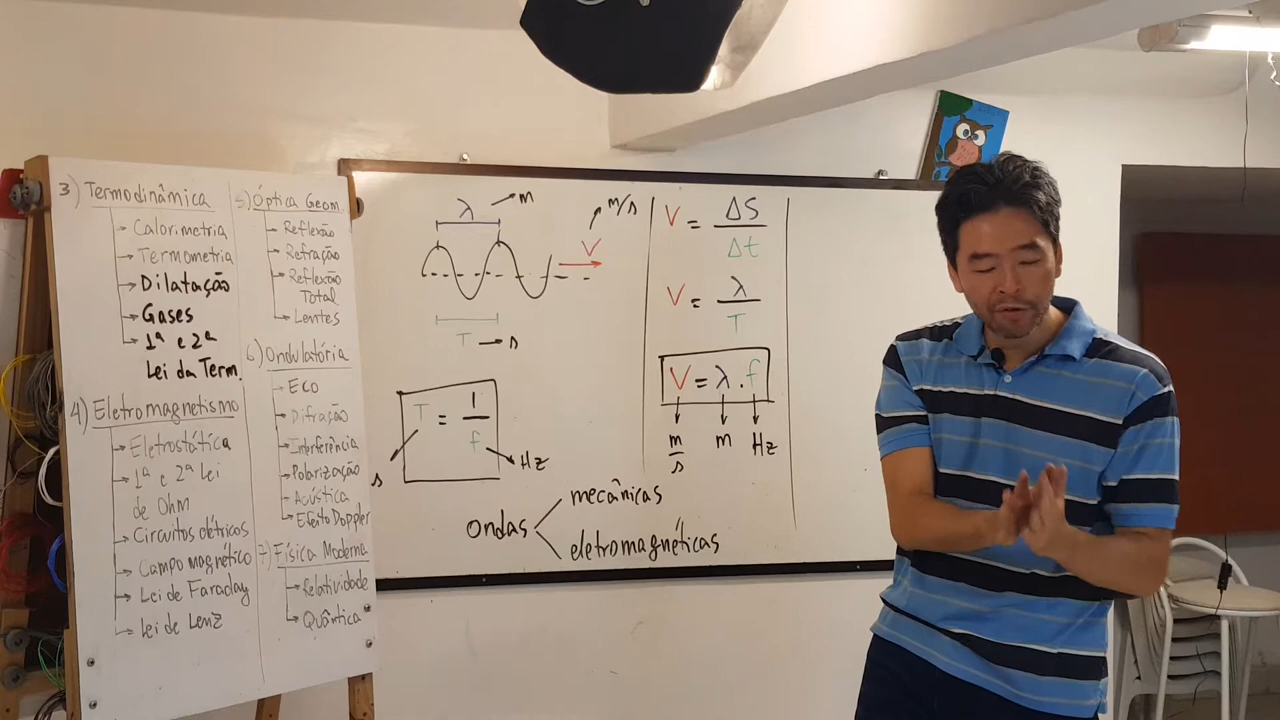 3) Termodinâmica
Calorimetria
Termometria
Dilatação
Gases
1ª e 2ª
Lei da Term.
4) Eletromagnetismo
Eletrostática
1ª e 2ª Lei
de Ohm
Circuitos elétricos
Campo magnético
Lei de Faraday
Lei de Lenz
5) Óptica Geom.
Reflexão
Refração
Reflexão
Total
Lentes
6) Ondulatória
Eco
Difração
Interferência
Polarização
Acústica
Efeito Doppler
7) Física Moderna
Relatividade
Quântica
λ → m
m/s
V
T → s
T = 1/f
s
Hz
ondas
mecânicas
eletromagnéticas
V = ΔS/Δt
V = λ/T
V = λ . f
m/s m Hz